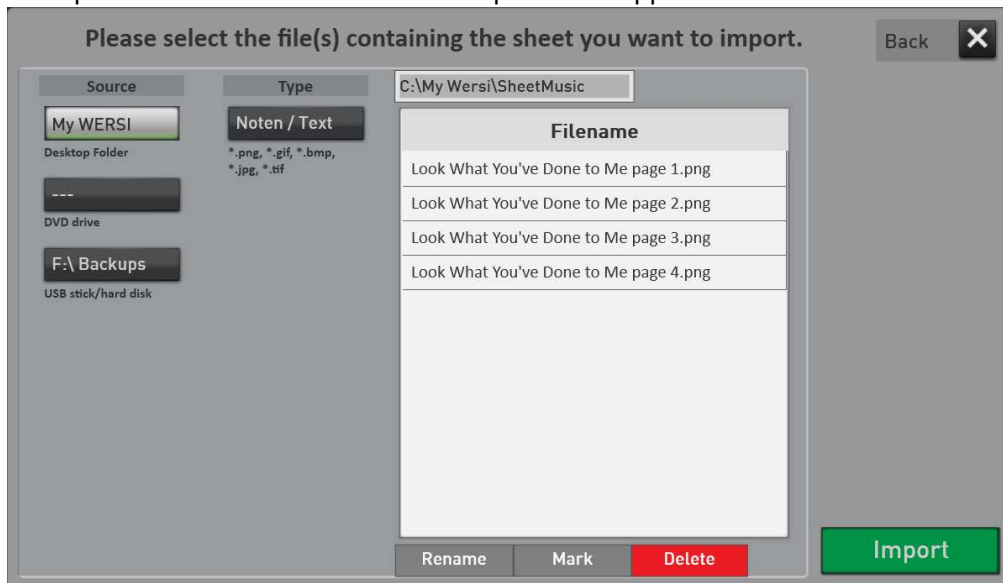 Please select the file(s) containing the sheet you want to import.
Back
Source
Type
C:\My Wersi\SheetMusic
My WERSI
Desktop Folder
Noten / Text
*.png, *.gif, *.bmp,
*.jpg, *.tif
---
DVD drive
F:\ Backups
USB stick/hard disk
Filename
Look What You've Done to Me page 1.png
Look What You've Done to Me page 2.png
Look What You've Done to Me page 3.png
Look What You've Done to Me page 4.png
Rename
Mark
Delete
Import